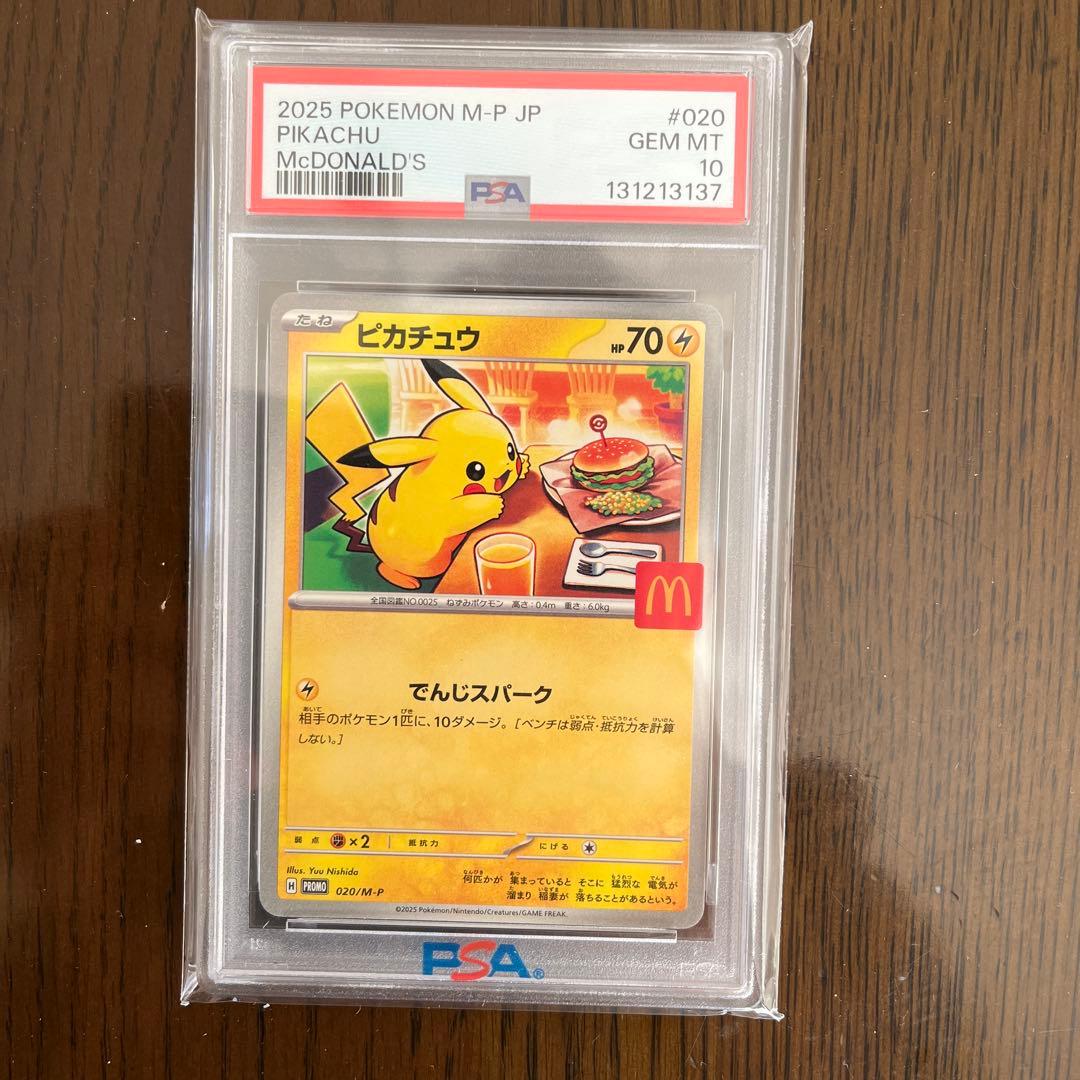 2025 POKEMON M-P JP #020
PIKACHU GEM MT
McDONALD'S 10
131213137
PSA
たね ピカチュウ HP70
全国図鑑NO.0025 ねずみポケモン 高さ:0.4m 重さ:6.0kg
M
でんじスパーク
相手のポケモン1匹に、10ダメージ。[ベンチは弱点・抵抗力を計算
しない。]
弱点 ×2 抵抗力 にげる
Illus. Yuu Nishida
何匹かが 集まっていると そこに 猛烈な 電気が
溜まり 稲妻が 落ちることがあるという。
H PROMO 020/M-P
©2025 Pokémon/Nintendo/Creatures/GAME FREAK.
PSA®